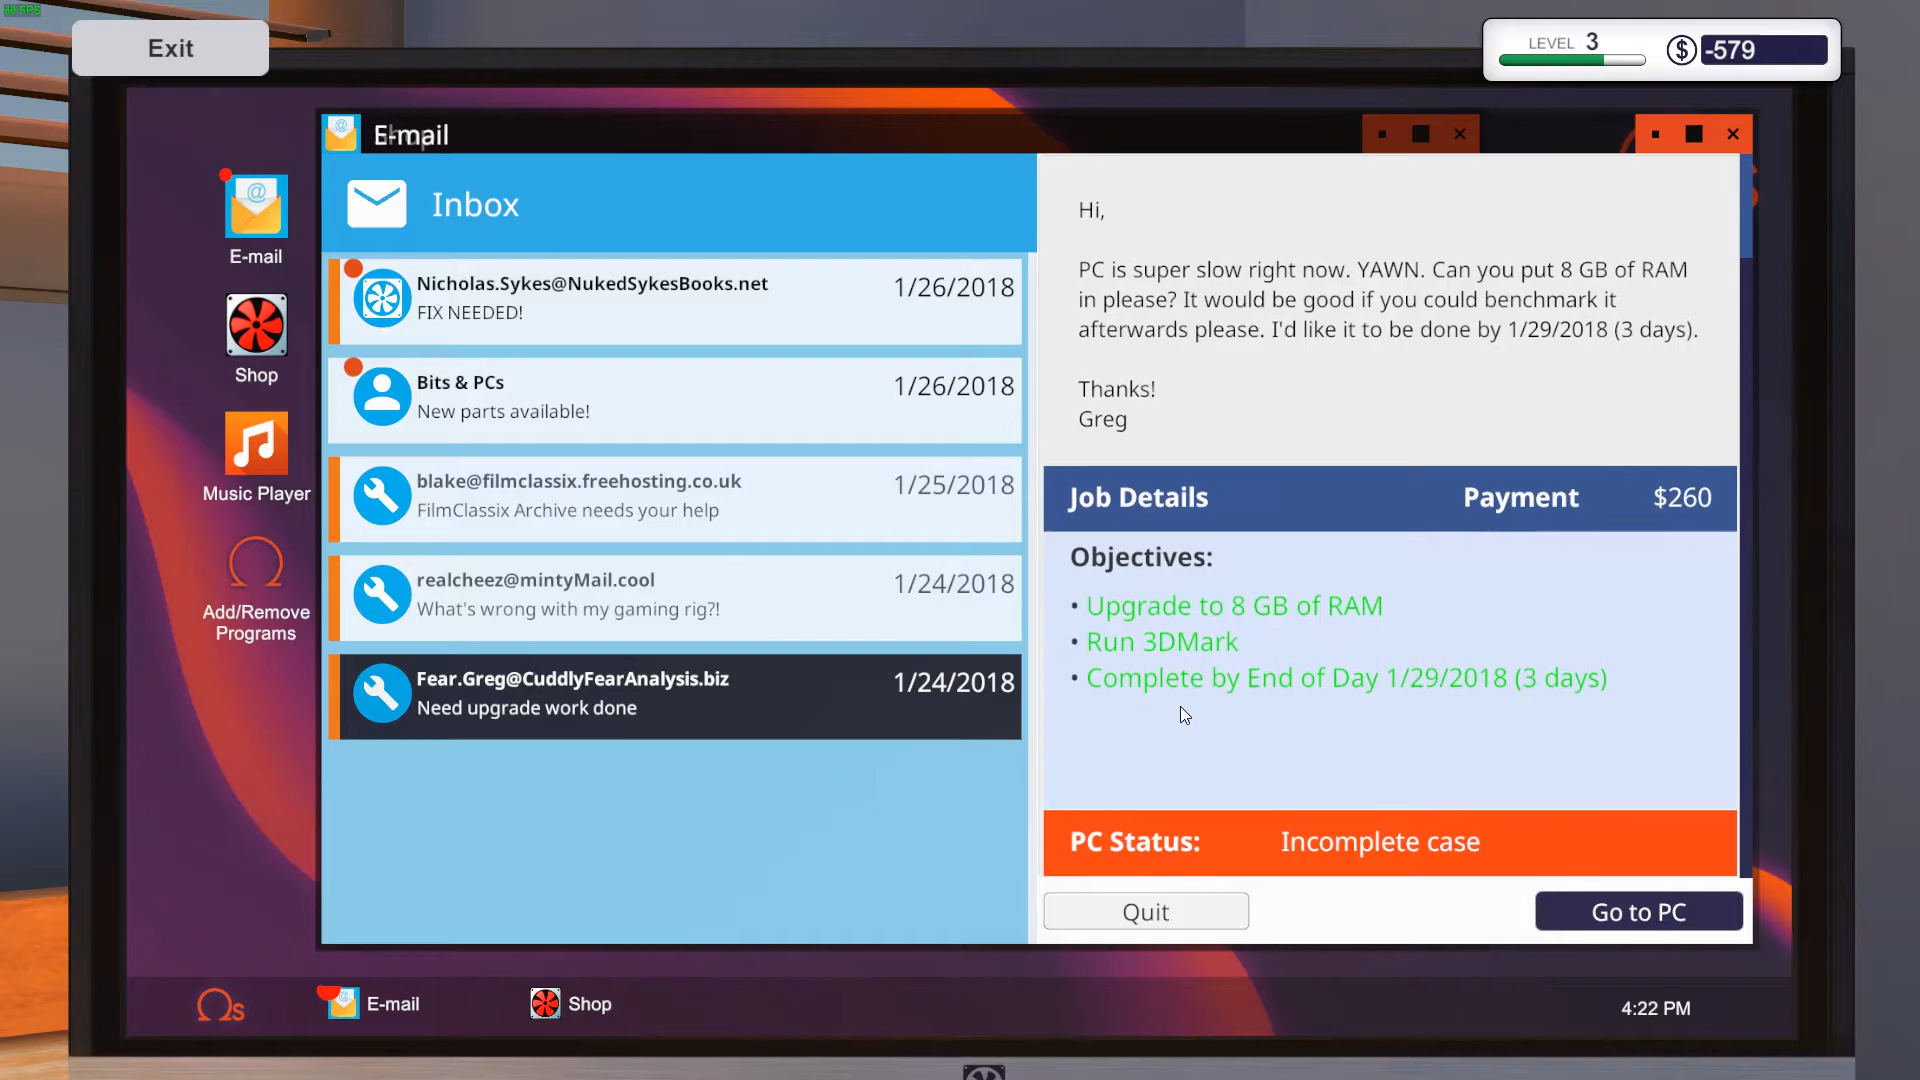 60 FPS
Exit
LEVEL 3
$ -579
E-mail
E-mail
Shop
Music Player
Add/Remove
Programs
Inbox
Nicholas.Sykes@NukedSykesBooks.net
1/26/2018
FIX NEEDED!
Bits & PCs
1/26/2018
New parts available!
blake@filmclassix.freehosting.co.uk
1/25/2018
FilmClassix Archive needs your help
realcheez@mintyMail.cool
1/24/2018
What's wrong with my gaming rig?!
Fear.Greg@CuddlyFearAnalysis.biz
1/24/2018
Need upgrade work done
Hi,
PC is super slow right now. YAWN. Can you put 8 GB of RAM
in please? It would be good if you could benchmark it
afterwards please. I'd like it to be done by 1/29/2018 (3 days).
Thanks!
Greg
Job Details Payment $260
Objectives:
• Upgrade to 8 GB of RAM
• Run 3DMark
• Complete by End of Day 1/29/2018 (3 days)
PC Status: Incomplete case
Quit
Go to PC
Ωs
E-mail
Shop
4:22 PM